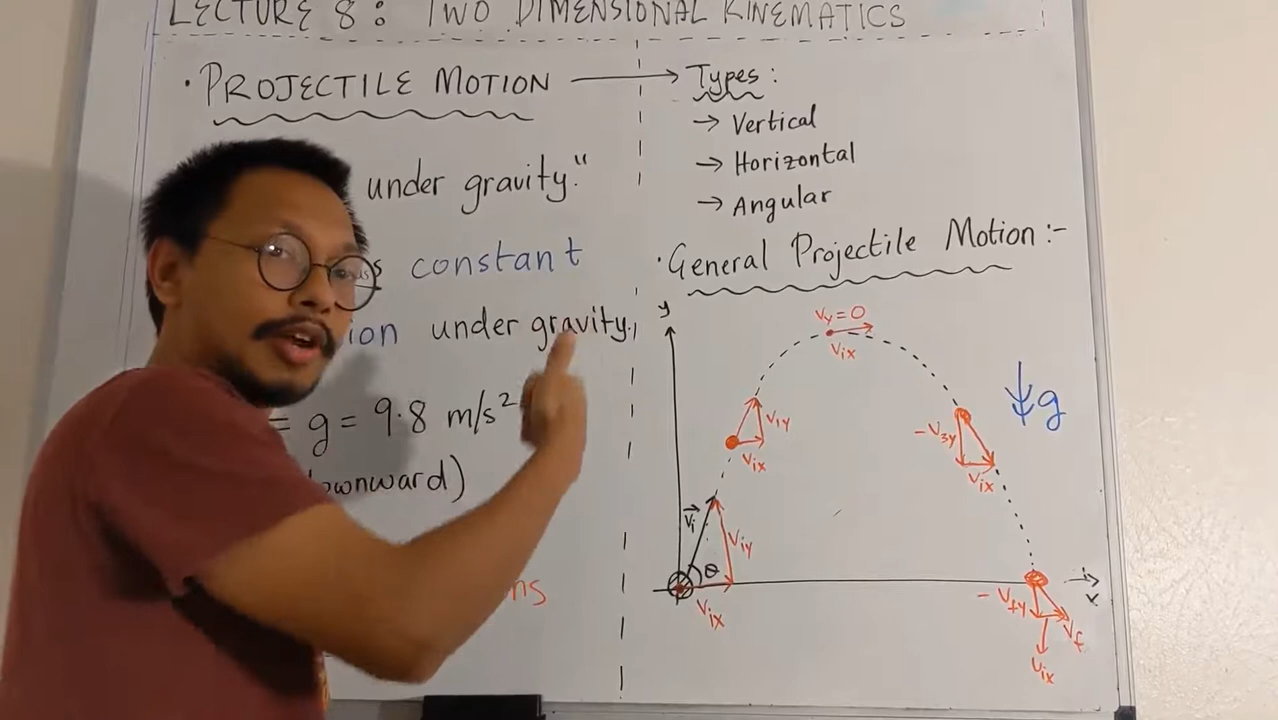 LECTURE 8: TWO DIMENSIONAL KINEMATICS
• PROJECTILE MOTION → Types:
→ Vertical
→ Horizontal
→ Angular
under gravity."
constant
ion under gravity.
= g = 9.8 m/s²
ownward)
ns
• General Projectile Motion:-
y
Vy=0
Vix
V1y
Vix
-V3y
Vix
↓g
Vi
Viy
θ
Vix
x
- Vfy
Vf
Vix